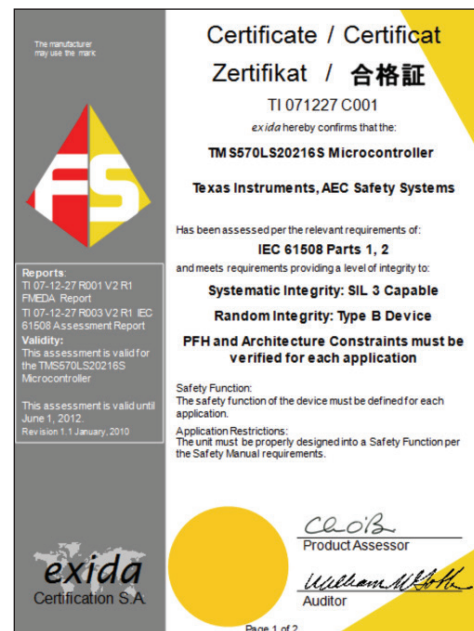 The manufacturer
may use the mark:
FS
Reports:
TI 07-12-27 R001 V2 R1
FMEDA Report
TI 07-12-27 R003 V2 R1 IEC
61508 Assessment Report
Validity:
This assessment is valid for
the TMS570LS20216S
Microcontroller
This assessment is valid until
June 1, 2012.
Revision 1.1 January, 2010
exida
Certification S.A.
Certificate / Certificat
Zertifikat / 合格証
TI 071227 C001
exida hereby confirms that the:
TMS570LS20216S Microcontroller
Texas Instruments, AEC Safety Systems
Has been assessed per the relevant requirements of:
IEC 61508 Parts 1, 2
and meets requirements providing a level of integrity to:
Systematic Integrity: SIL 3 Capable
Random Integrity: Type B Device
PFH and Architecture Constraints must be
verified for each application
Safety Function:
The safety function of the device must be defined for each
application.
Application Restrictions:
The unit must be properly designed into a Safety Function per
the Safety Manual requirements.
Product Assessor
Auditor
Page 1 of 2